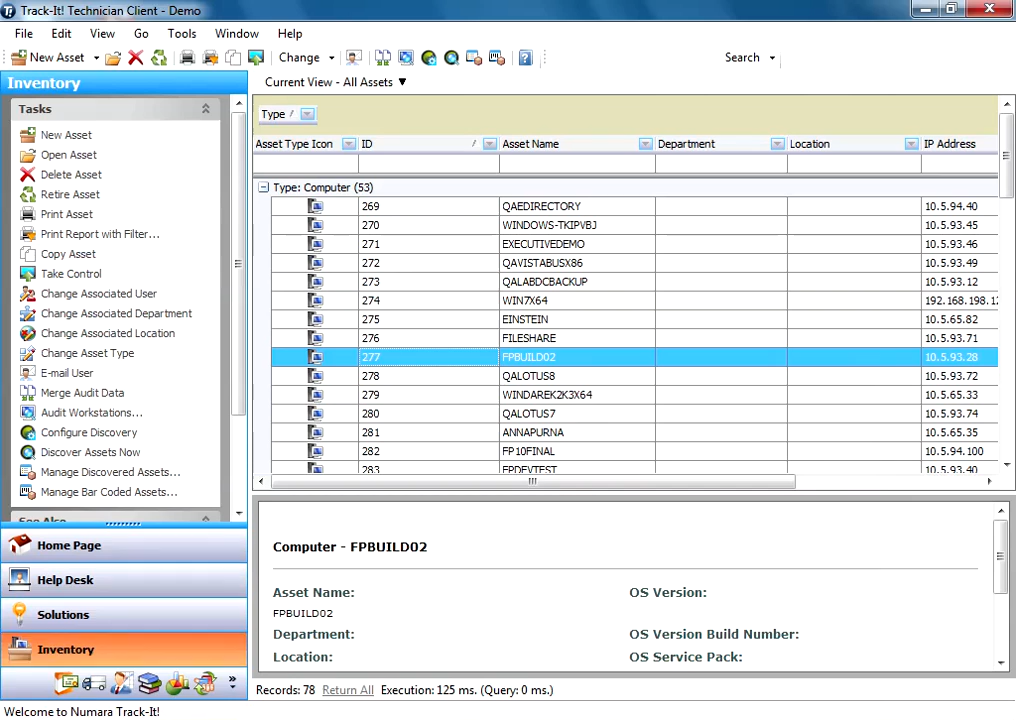 Track-It! Technician Client - Demo
File Edit View Go Tools Window Help
New Asset Change Search
Inventory
Current View - All Assets
Tasks
New Asset
Open Asset
Delete Asset
Retire Asset
Print Asset
Print Report with Filter...
Copy Asset
Take Control
Change Associated User
Change Associated Department
Change Associated Location
Change Asset Type
E-mail User
Merge Audit Data
Audit Workstations...
Configure Discovery
Discover Assets Now
Manage Discovered Assets...
Manage Bar Coded Assets...
See Also
Home Page
Help Desk
Solutions
Inventory
Type /
Asset Type Icon ID / Asset Name Department Location IP Address
Type: Computer (53)
269 QAEDIRECTORY 10.5.94.40
270 WINDOWS-TKIPVBJ 10.5.93.45
271 EXECUTIVEDEMO 10.5.93.46
272 QAVISTABUSX86 10.5.93.49
273 QALABDCBACKUP 10.5.93.12
274 WIN7X64 192.168.198.12
275 EINSTEIN 10.5.65.82
276 FILESHARE 10.5.93.71
277 FPBUILD02 10.5.93.28
278 QALOTUS8 10.5.93.72
279 WINDAREK2K3X64 10.5.65.33
280 QALOTUS7 10.5.93.74
281 ANNAPURNA 10.5.65.35
282 FP10FINAL 10.5.94.100
283 FPDEVTEST 10.5.93.40
Computer - FPBUILD02
Asset Name: OS Version:
FPBUILD02
Department: OS Version Build Number:
Location: OS Service Pack:
Records: 78 Return All Execution: 125 ms. (Query: 0 ms.)
Welcome to Numara Track-It!